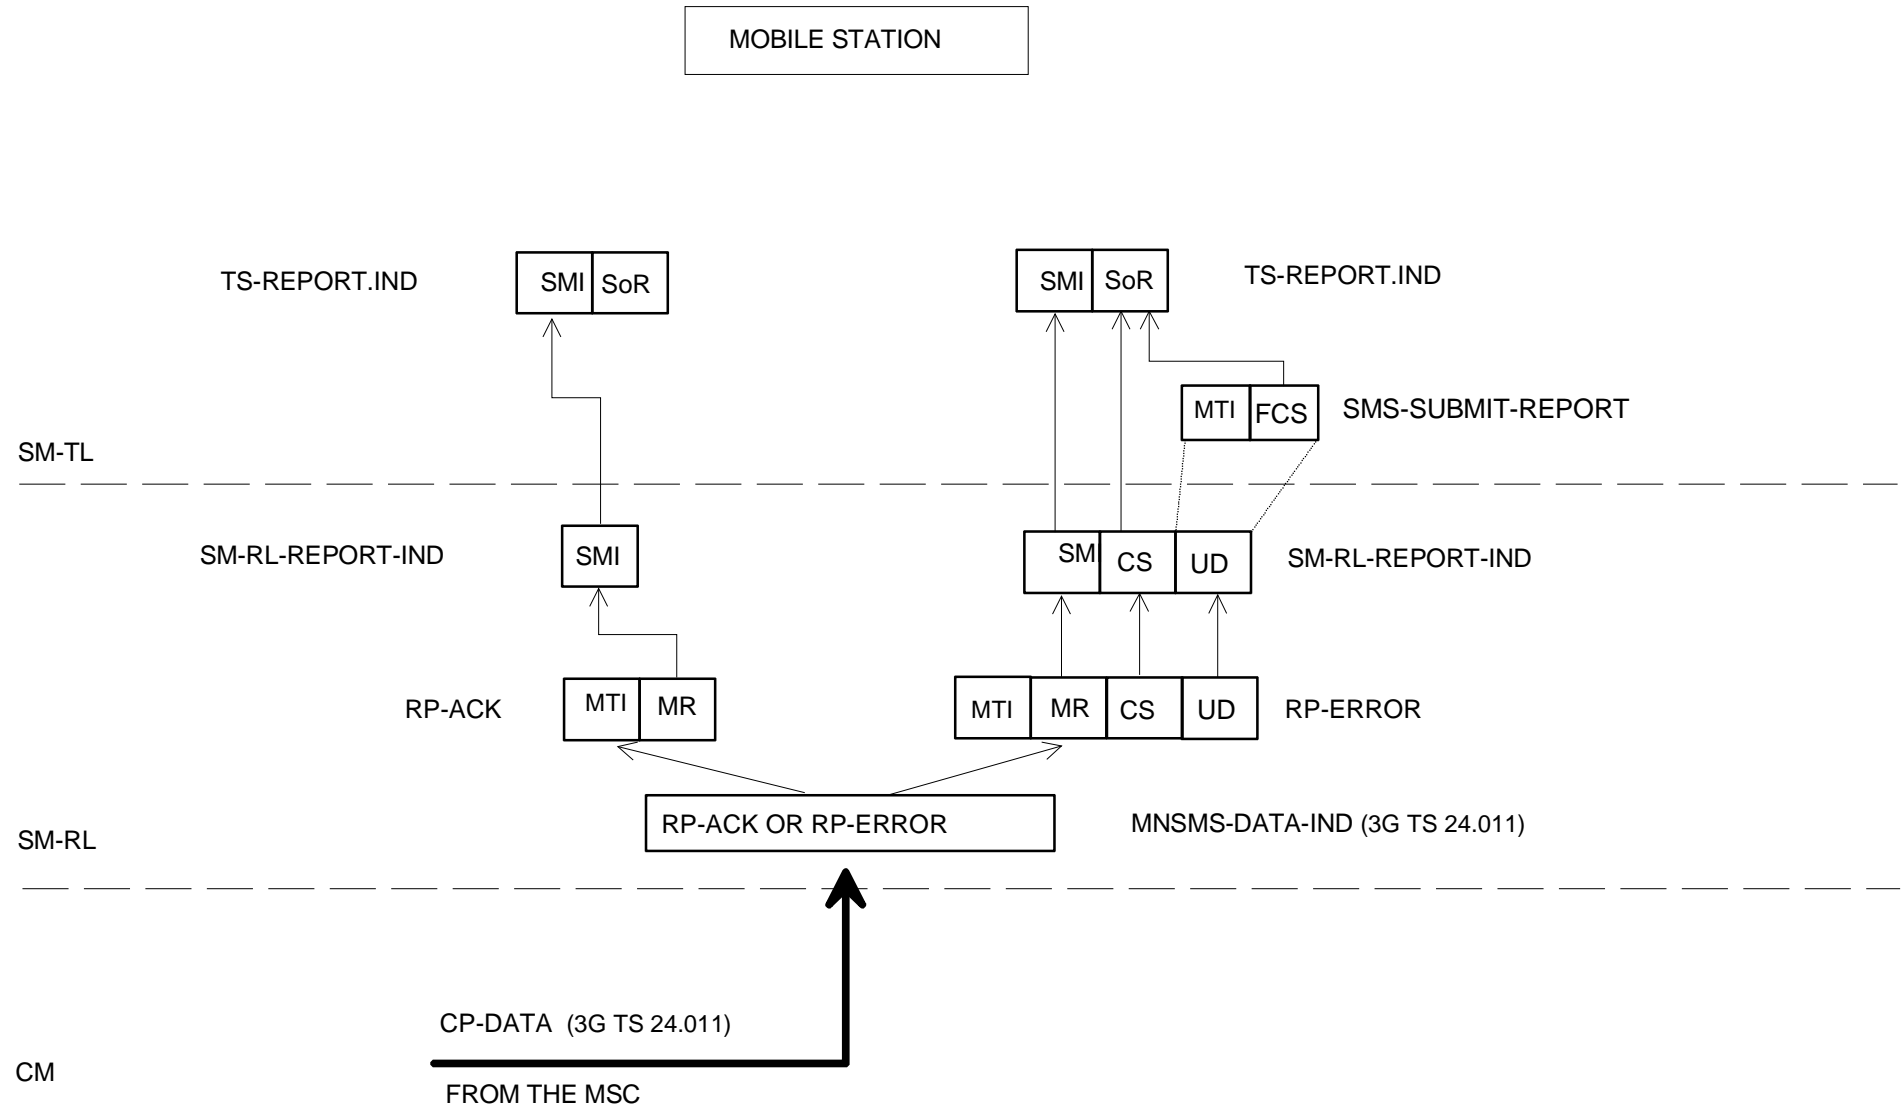 MOBILE STATION
TS-REPORT.IND SMI SoR SMI SoR TS-REPORT.IND
MTI FCS SMS-SUBMIT-REPORT
SM-TL
SM-RL-REPORT-IND SMI SMI CS UD SM-RL-REPORT-IND
RP-ACK MTI MR MTI MR CS UD RP-ERROR
RP-ACK OR RP-ERROR MNSMS-DATA-IND (3G TS 24.011)
SM-RL
CP-DATA (3G TS 24.011)
CM
FROM THE MSC